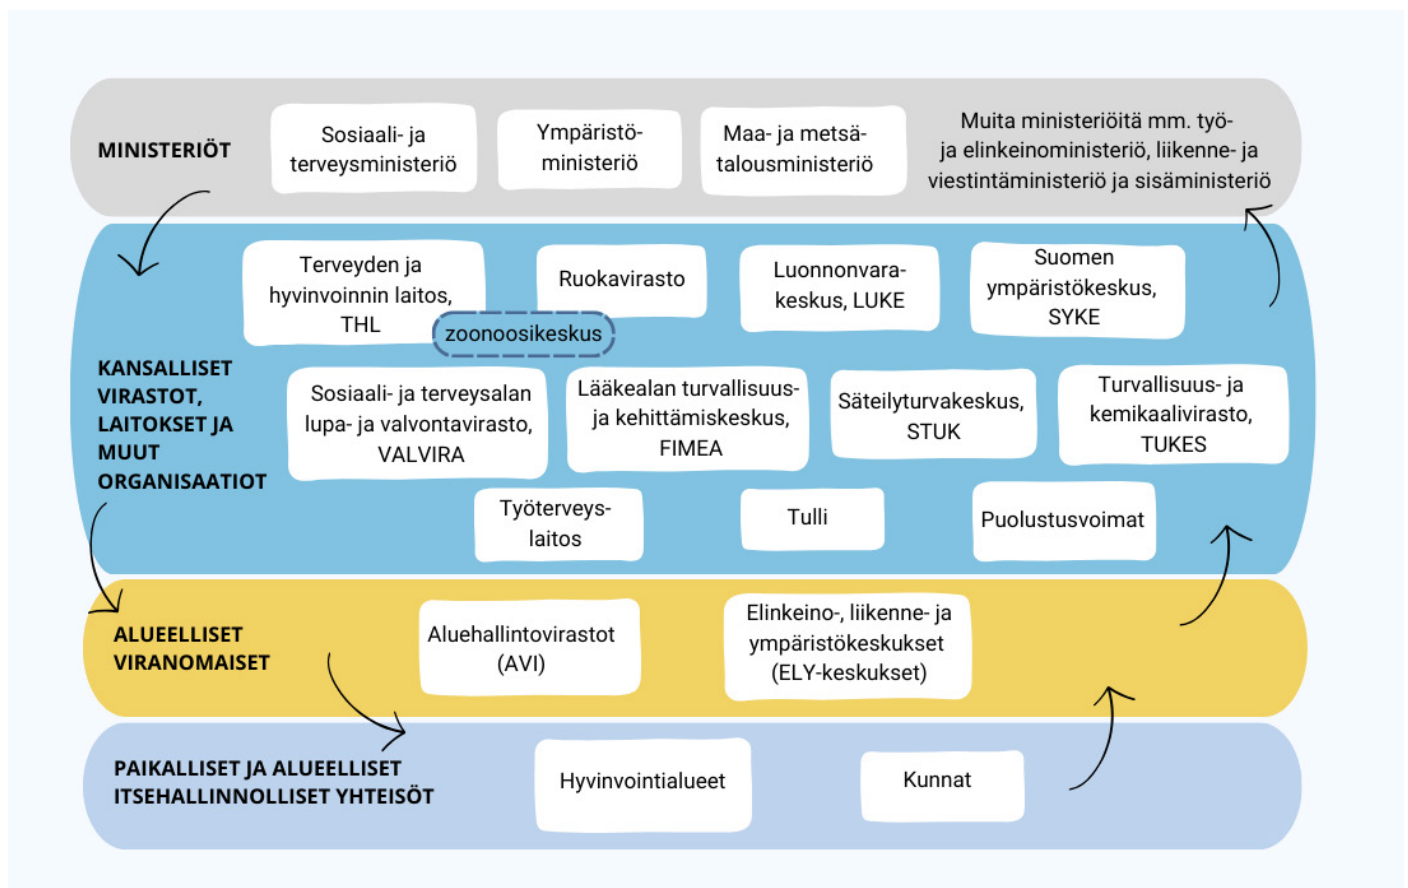 MINISTERIÖT
Sosiaali- ja
terveysministeriö
Ympäristö-
ministeriö
Maa- ja metsä-
talousministeriö
Muita ministeriöitä mm. työ-
ja elinkeinoministeriö, liikenne- ja
viestintäministeriö ja sisäministeriö
KANSALLISET
VIRASTOT,
LAITOKSET JA
MUUT
ORGANISAATIOT
Terveyden ja
hyvinvoinnin laitos,
THL
zoonoosikeskus
Ruokavirasto
Luonnonvara-
keskus, LUKE
Suomen
ympäristökeskus,
SYKE
Sosiaali- ja terveysalan
lupa- ja valvontavirasto,
VALVIRA
Lääkealan turvallisuus-
ja kehittämiskeskus,
FIMEA
Säteilyturvakeskus,
STUK
Turvallisuus- ja
kemikaalivirasto,
TUKES
Työterveys-
laitos
Tulli
Puolustusvoimat
ALUEELLISET
VIRANOMAISET
Aluehallintovirastot
(AVI)
Elinkeino-, liikenne- ja
ympäristökeskukset
(ELY-keskukset)
PAIKALLISET JA ALUEELLISET
ITSEHALLINNOLLISET YHTEISÖT
Hyvinvointialueet
Kunnat